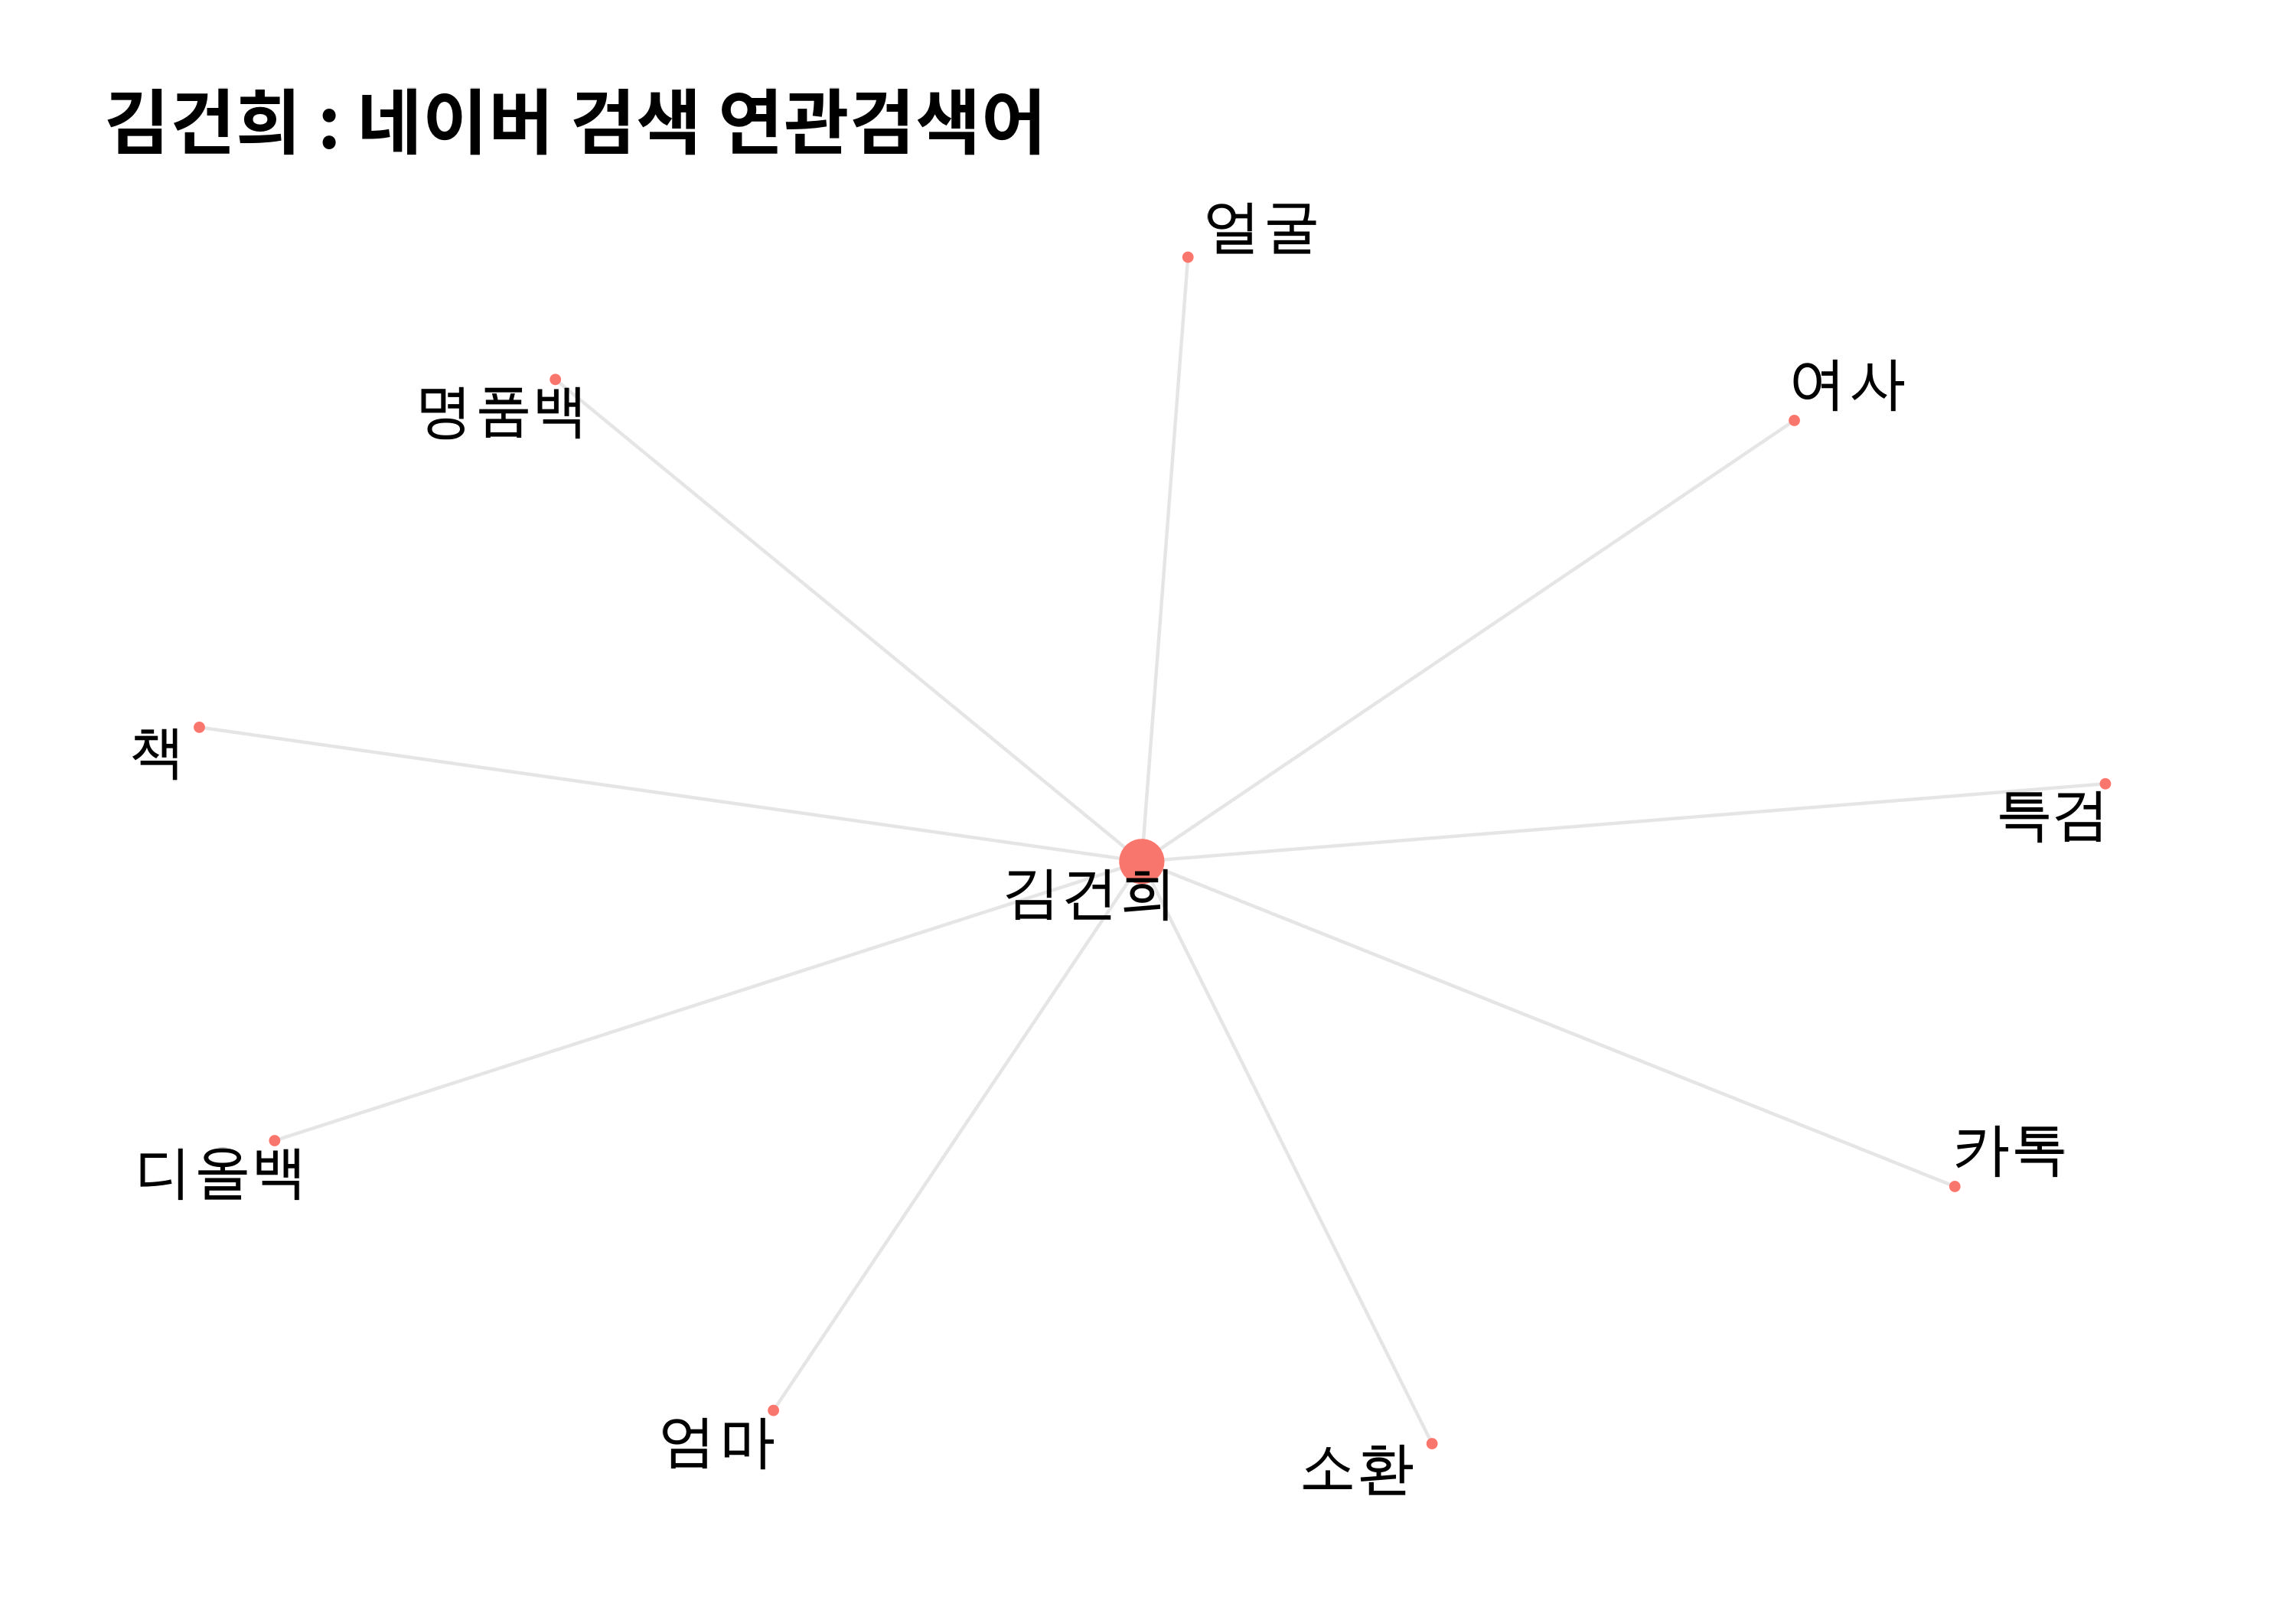 김건희 : 네이버 검색 연관검색어
얼굴
여사
명품백
책
특검
김건희
카톡
디올백
엄마
소환